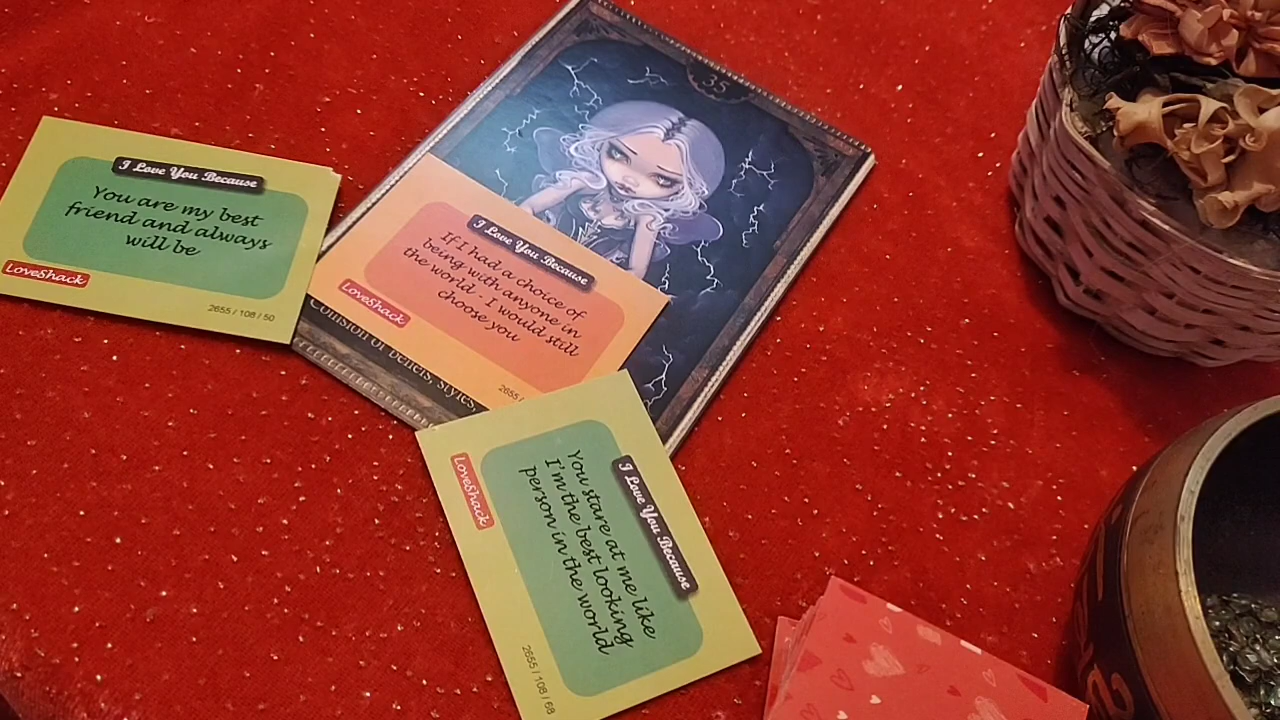 35
I Love You Because
You are my best
friend and always
will be
LoveShack
2655 / 108 / 50
I Love You Because
If I had a choice of
being with anyone in
the world - I would still
choose you
LoveShack
2655 /
Collision of beliefs, styles,
I Love You Because
You stare at me like
I'm the best looking
person in the world
LoveShack
2655 / 108 / 68